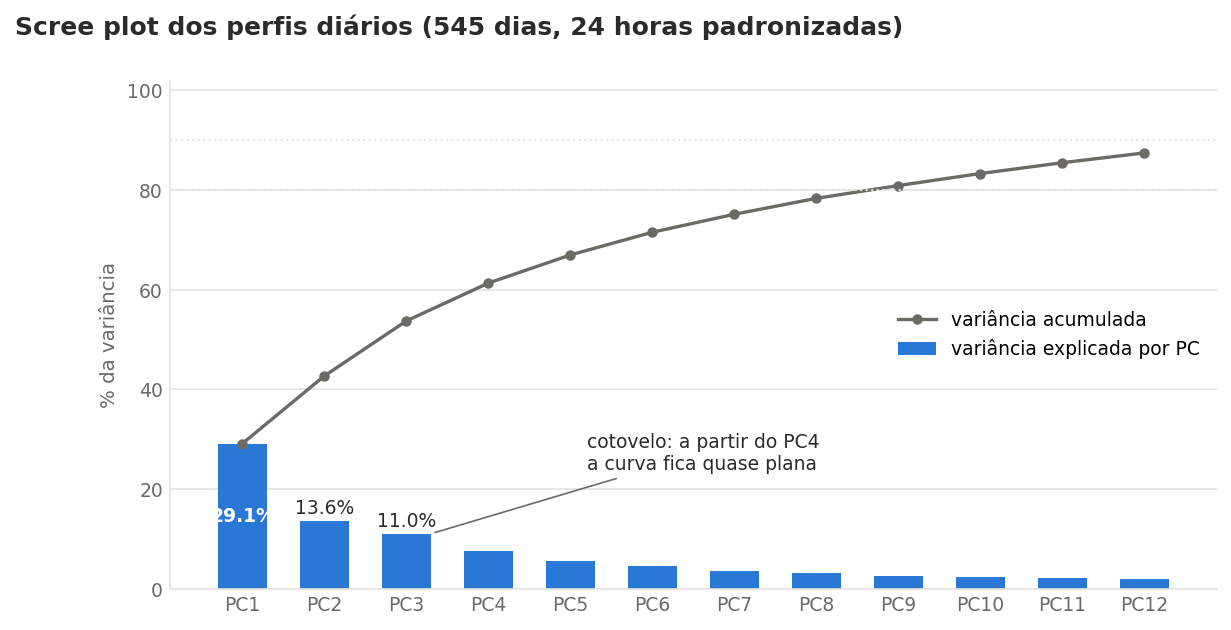 Scree plot dos perfis diários (545 dias, 24 horas padronizadas)
100
80
60
40
20
0
% da variância
variância acumulada
variância explicada por PC
cotovelo: a partir do PC4
a curva fica quase plana
29.1%
13.6%
11.0%
PC1 PC2 PC3 PC4 PC5 PC6 PC7 PC8 PC9 PC10 PC11 PC12